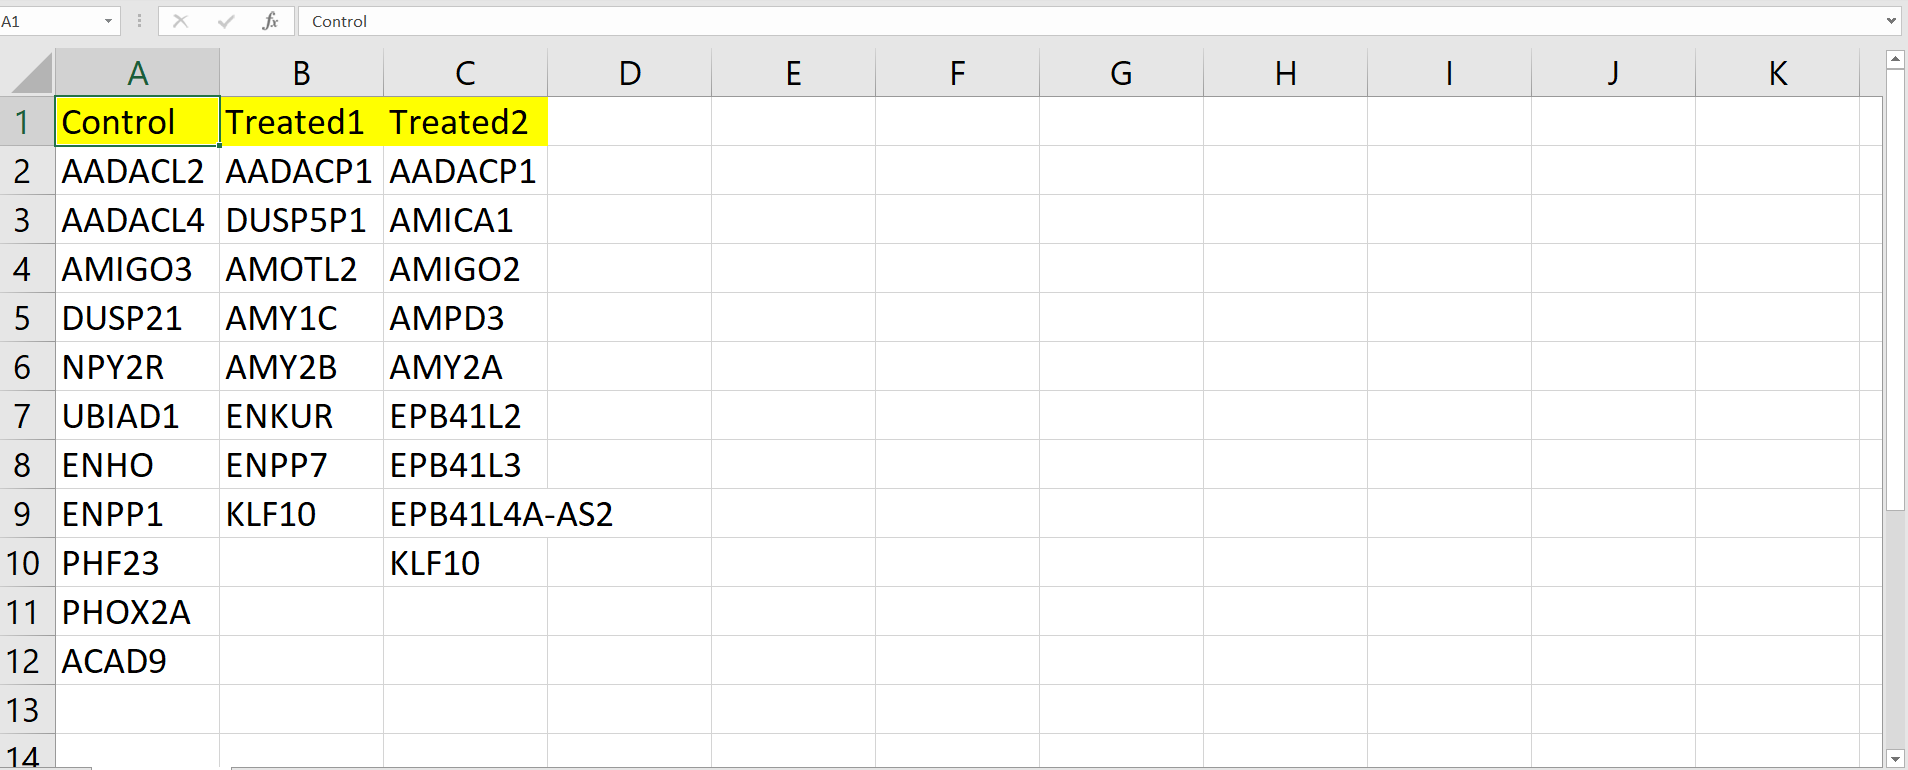 A1 fx Control
A B C D E F G H I J K
1 Control Treated1 Treated2
2 AADACL2 AADACP1 AADACP1
3 AADACL4 DUSP5P1 AMICA1
4 AMIGO3 AMOTL2 AMIGO2
5 DUSP21 AMY1C AMPD3
6 NPY2R AMY2B AMY2A
7 UBIAD1 ENKUR EPB41L2
8 ENHO ENPP7 EPB41L3
9 ENPP1 KLF10 EPB41L4A-AS2
10 PHF23 KLF10
11 PHOX2A
12 ACAD9
13
14